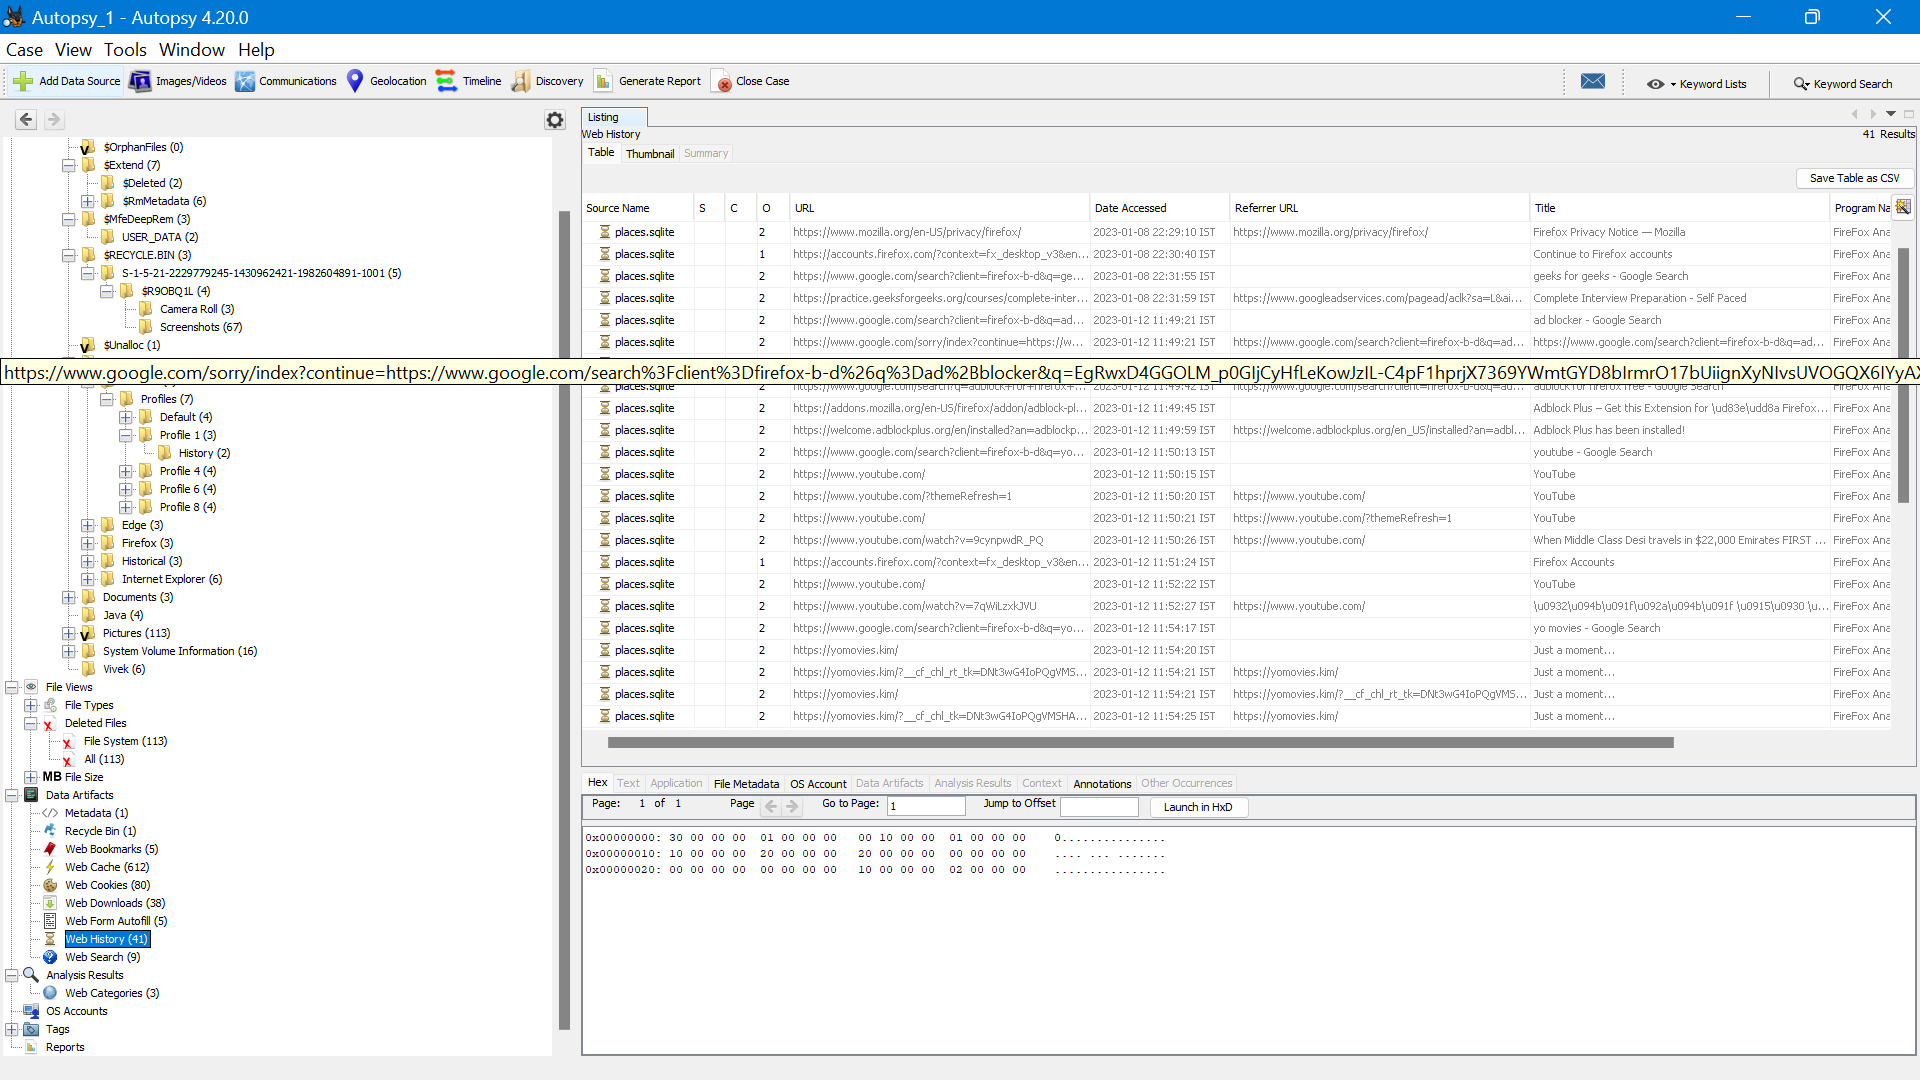 Autopsy_1 - Autopsy 4.20.0
Case View Tools Window Help
Add Data Source Images/Videos Communications Geolocation Timeline Discovery Generate Report Close Case Keyword Lists Keyword Search
$OrphanFiles (0)
$Extend (7)
$Deleted (2)
$RmMetadata (6)
$MfeDeepRem (3)
USER_DATA (2)
$RECYCLE.BIN (3)
S-1-5-21-2229779245-1430962421-1982604891-1001 (5)
$R9OBQ1L (4)
Camera Roll (3)
Screenshots (67)
$Unalloc (1)
Profiles (7)
Default (4)
Profile 1 (3)
History (2)
Profile 4 (4)
Profile 6 (4)
Profile 8 (4)
Edge (3)
Firefox (3)
Historical (3)
Internet Explorer (6)
Documents (3)
Java (4)
Pictures (113)
System Volume Information (16)
Vivek (6)
File Views
File Types
Deleted Files
File System (113)
All (113)
MB File Size
Data Artifacts
Metadata (1)
Recycle Bin (1)
Web Bookmarks (5)
Web Cache (612)
Web Cookies (80)
Web Downloads (38)
Web Form Autofill (5)
Web History (41)
Web Search (9)
Analysis Results
Web Categories (3)
OS Accounts
Tags
Reports
Listing
Web History 41 Results
Table Thumbnail Summary
Save Table as CSV
Source Name S C O URL Date Accessed Referrer URL Title Program Na
places.sqlite 2 https://www.mozilla.org/en-US/privacy/firefox/ 2023-01-08 22:29:10 IST https://www.mozilla.org/privacy/firefox/ Firefox Privacy Notice — Mozilla FireFox Ana
places.sqlite 1 https://accounts.firefox.com/?context=fx_desktop_v3&en... 2023-01-08 22:30:40 IST Continue to Firefox accounts FireFox Ana
places.sqlite 2 https://www.google.com/search?client=firefox-b-d&q=ge... 2023-01-08 22:31:55 IST geeks for geeks - Google Search FireFox Ana
places.sqlite 2 https://practice.geeksforgeeks.org/courses/complete-inter... 2023-01-08 22:31:59 IST https://www.googleadservices.com/pagead/aclk?sa=L&ai... Complete Interview Preparation - Self Paced FireFox Ana
places.sqlite 2 https://www.google.com/search?client=firefox-b-d&q=ad... 2023-01-12 11:49:21 IST ad blocker - Google Search FireFox Ana
places.sqlite 2 https://www.google.com/sorry/index?continue=https://w... 2023-01-12 11:49:21 IST https://www.google.com/search?client=firefox-b-d&q=ad... https://www.google.com/search?client=firefox-b-d&q=ad... FireFox Ana
https://www.google.com/sorry/index?continue=https://www.google.com/search%3Fclient%3Dfirefox-b-d%26q%3Dad%2Bblocker&q=EgRwxD4GGOLM_p0GIjCyHfLeKowJzIL-C4pF1hprjX7369YWmtGYD8bIrmrO17bUiignXyNIvsUVOGQX6IYyAX
places.sqlite 2 https://addons.mozilla.org/en-US/firefox/addon/adblock-pl... 2023-01-12 11:49:45 IST Adblock Plus – Get this Extension for \ud83e\udd8a Firefox... FireFox Ana
places.sqlite 2 https://welcome.adblockplus.org/en/installed?an=adblockp... 2023-01-12 11:49:59 IST https://welcome.adblockplus.org/en_US/installed?an=adbl... Adblock Plus has been installed! FireFox Ana
places.sqlite 2 https://www.google.com/search?client=firefox-b-d&q=yo... 2023-01-12 11:50:13 IST youtube - Google Search FireFox Ana
places.sqlite 2 https://www.youtube.com/ 2023-01-12 11:50:15 IST YouTube FireFox Ana
places.sqlite 2 https://www.youtube.com/?themeRefresh=1 2023-01-12 11:50:20 IST https://www.youtube.com/ YouTube FireFox Ana
places.sqlite 2 https://www.youtube.com/ 2023-01-12 11:50:21 IST https://www.youtube.com/?themeRefresh=1 YouTube FireFox Ana
places.sqlite 2 https://www.youtube.com/watch?v=9cynpwdR_PQ 2023-01-12 11:50:26 IST https://www.youtube.com/ When Middle Class Desi travels in $22,000 Emirates FIRST ... FireFox Ana
places.sqlite 1 https://accounts.firefox.com/?context=fx_desktop_v3&en... 2023-01-12 11:51:24 IST Firefox Accounts FireFox Ana
places.sqlite 2 https://www.youtube.com/ 2023-01-12 11:52:22 IST YouTube FireFox Ana
places.sqlite 2 https://www.youtube.com/watch?v=7qWiLzxkJVU 2023-01-12 11:52:27 IST https://www.youtube.com/ \u0932\u094b\u091f\u092a\u094b\u091f \u0915\u0930 \u... FireFox Ana
places.sqlite 2 https://www.google.com/search?client=firefox-b-d&q=yo... 2023-01-12 11:54:17 IST yo movies - Google Search FireFox Ana
places.sqlite 2 https://yomovies.kim/ 2023-01-12 11:54:20 IST Just a moment... FireFox Ana
places.sqlite 2 https://yomovies.kim/?__cf_chl_rt_tk=DNt3wG4IoPQgVMS... 2023-01-12 11:54:21 IST https://yomovies.kim/ Just a moment... FireFox Ana
places.sqlite 2 https://yomovies.kim/ 2023-01-12 11:54:21 IST https://yomovies.kim/?__cf_chl_rt_tk=DNt3wG4IoPQgVMS... Just a moment... FireFox Ana
places.sqlite 2 https://yomovies.kim/?__cf_chl_tk=DNt3wG4IoPQgVMSHA... 2023-01-12 11:54:25 IST https://yomovies.kim/ Just a moment... FireFox Ana
Hex Text Application File Metadata OS Account Data Artifacts Analysis Results Context Annotations Other Occurrences
Page: 1 of 1 Page Go to Page: 1 Jump to Offset Launch in HxD
0x00000000: 30 00 00 00 01 00 00 00 00 10 00 00 01 00 00 00 0...............
0x00000010: 10 00 00 00 20 00 00 00 20 00 00 00 00 00 00 00 .... ... .......
0x00000020: 00 00 00 00 00 00 00 00 10 00 00 00 02 00 00 00 ................